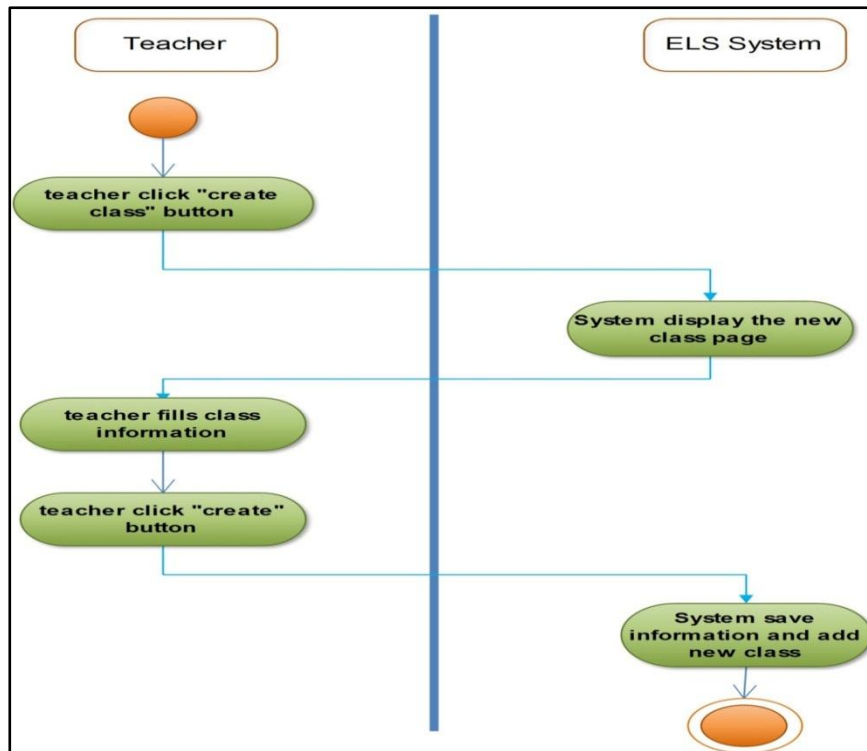 Teacher
ELS System
teacher click "create
class" button
System display the new
class page
teacher fills class
information
teacher click "create"
button
System save
information and add
new class